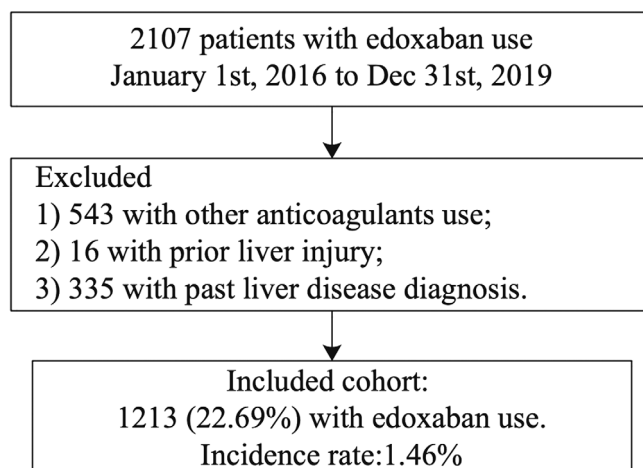 2107 patients with edoxaban use
January 1st, 2016 to Dec 31st, 2019
Excluded
1) 543 with other anticoagulants use;
2) 16 with prior liver injury;
3) 335 with past liver disease diagnosis.
Included cohort:
1213 (22.69%) with edoxaban use.
Incidence rate:1.46%